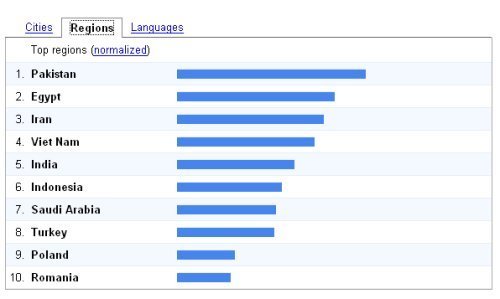 Cities Regions Languages
Top regions (normalized)
1. Pakistan
2. Egypt
3. Iran
4. Viet Nam
5. India
6. Indonesia
7. Saudi Arabia
8. Turkey
9. Poland
10. Romania